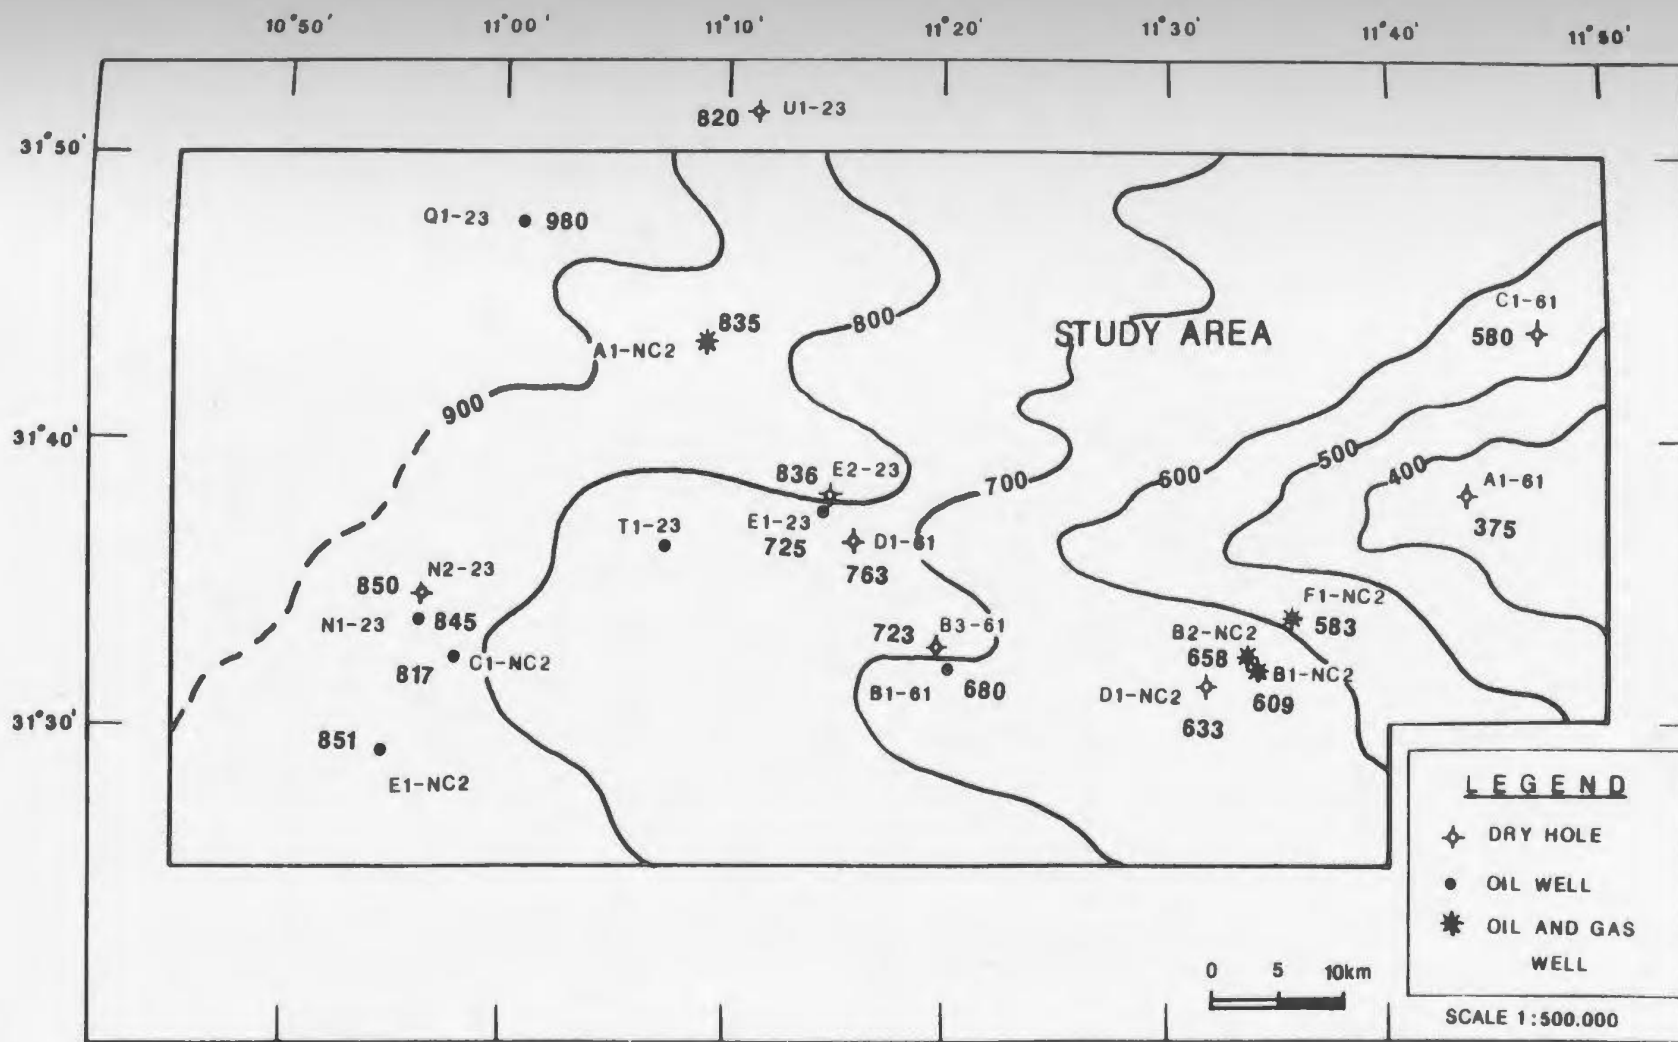 10°50' 11°00' 11°10' 11°20' 11°30' 11°40' 11°50'
820 U1-23
31°50'
Q1-23 980
C1-61
580
835
A1-NC2
800
STUDY AREA
900
31°40'
836 E2-23
E1-23
725
T1-23
D1-61
763
700
600
500
400
A1-61
375
N2-23
850
N1-23 845
817 C1-NC2
723 B3-61
B1-61 680
F1-NC2
583
B2-NC2
658 B1-NC2
D1-NC2 609
633
31°30'
851
E1-NC2
LEGEND
DRY HOLE
OIL WELL
OIL AND GAS
WELL
0 5 10km
SCALE 1:500.000